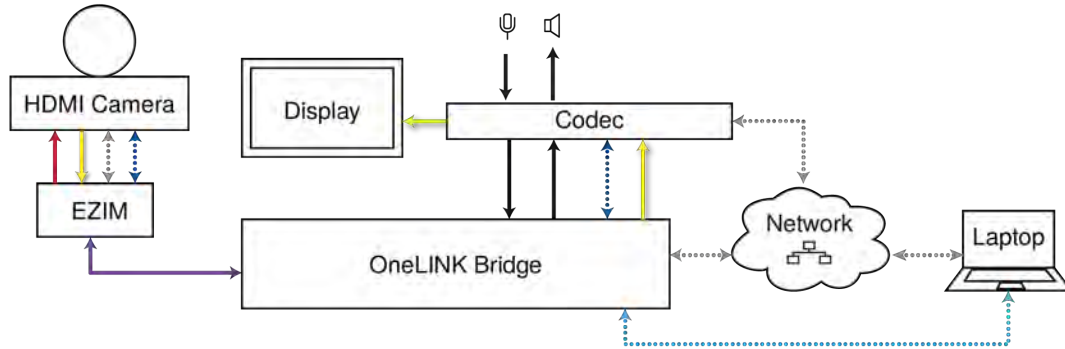 HDMI Camera
Display
Codec
EZIM
OneLINK Bridge
Network
Laptop